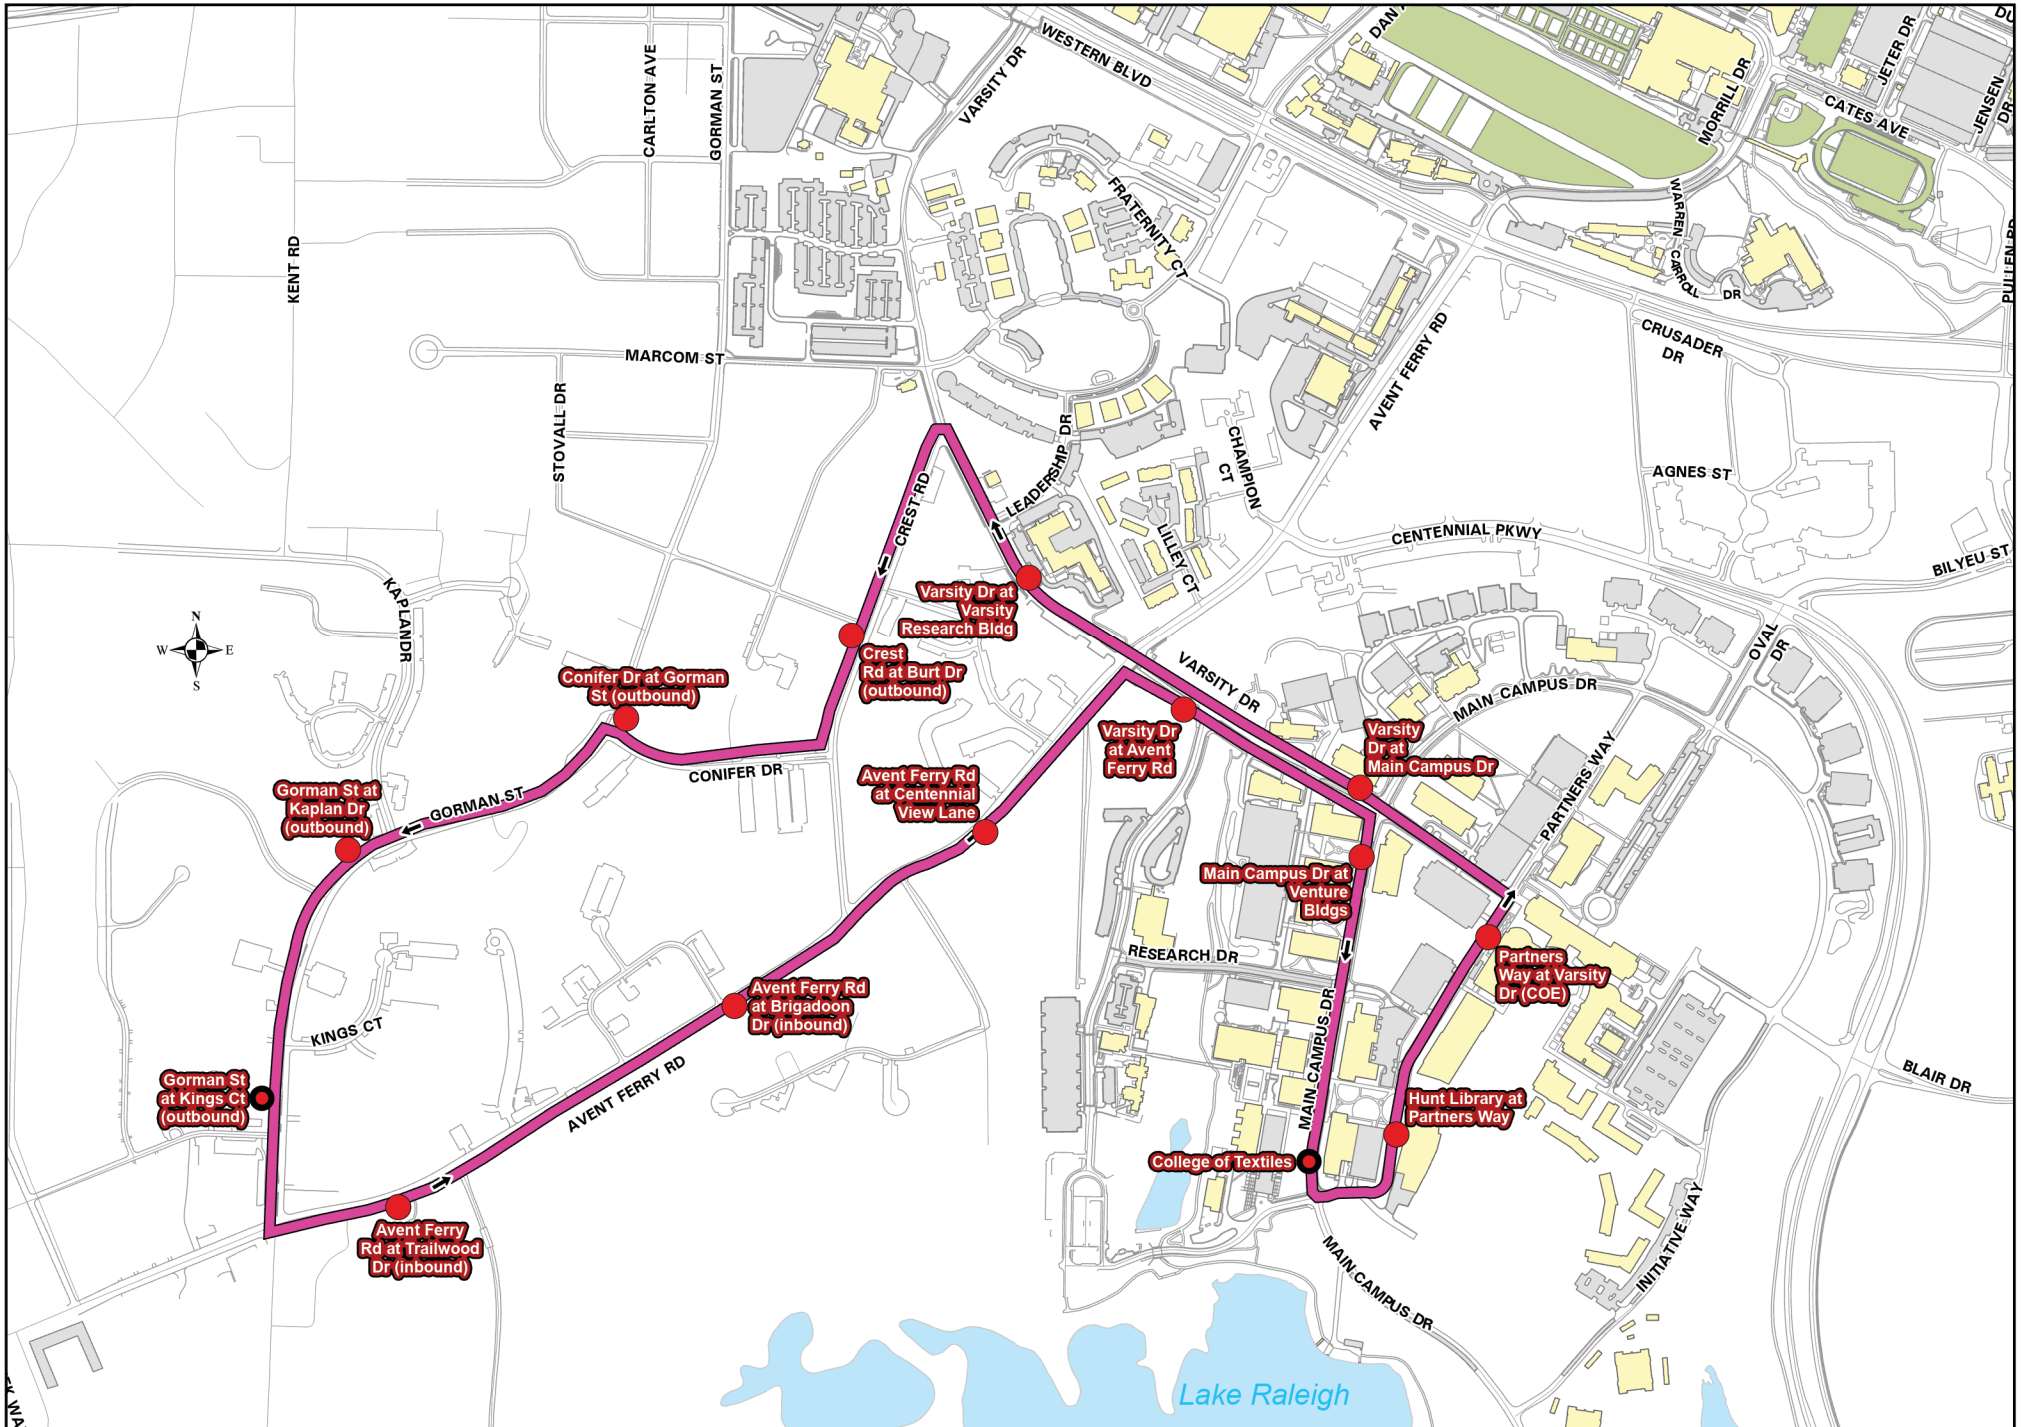 WESTERN BLVD
DAN
DU
JETER DR
CARLTON AVE
GORMAN ST
VARSITY DR
MORRILL DR
CATES AVE
JENSEN
DR
KENT RD
FRATERNITY CT
WARREN CARROLL
DR
PULLEN RD
MARCOM ST
CRUSADER
DR
STOVALL DR
AVENT FERRY RD
LEADERSHIP DR
CHAMPION
CT
AGNES ST
CREST RD
LILLEY CT
CENTENNIAL PKWY
BILYEU ST
KAPLANDR
N
W
E
S
Varsity Dr at
Varsity
Research Bldg
OVAL
DR
Crest
Rd at Burt Dr
(outbound)
Conifer Dr at Gorman
St (outbound)
VARSITY DR
MAIN CAMPUS DR
Varsity Dr
at Avent
Ferry Rd
Varsity
Dr at
Main Campus Dr
PARTNERS WAY
CONIFER DR
Avent Ferry Rd
at Centennial
View Lane
Gorman St at
Kaplan Dr
(outbound)
GORMAN ST
Main Campus Dr at
Venture
Bldgs
RESEARCH DR
Partners
Way at Varsity
Dr (COE)
Avent Ferry Rd
at Brigadoon
Dr (inbound)
KINGS CT
MAIN CAMPUS DR
Gorman St
at Kings Ct
(outbound)
AVENT FERRY RD
Hunt Library at
Partners Way
BLAIR DR
College of Textiles
Avent Ferry
Rd at Trailwood
Dr (inbound)
MAIN CAMPUS DR
INITIATIVE WAY
Lake Raleigh